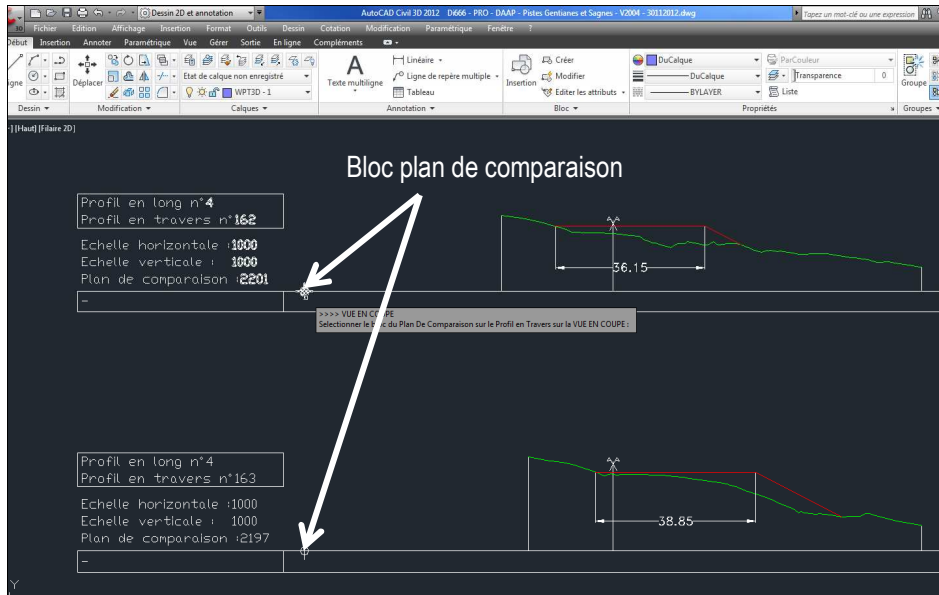 Dessin 2D et annotation
AutoCAD Civil 3D 2012 Di666 - PRO - DAAP - Pistes Gentianes et Sagnes - V2004 - 30112012.dwg
Tapez un mot-clé ou une expression
30 Fichier Edition Affichage Insertion Format Outils Dessin Cotation Modification Paramétrique Fenêtre ?
Début Insertion Annoter Paramétrique Vue Gérer Sortie En ligne Compléments
Déplacer
Etat de calque non enregistré
WPT3D - 1
A
Texte multiligne
Linéaire
Ligne de repère multiple
Tableau
Insertion
Créer
Modifier
Editer les attributs
DuCalque
DuCalque
BYLAYER
ParCouleur
Transparence 0
Liste
Groupe
Dessin Modification Calques Annotation Bloc Propriétés Groupes
-] [Haut] [Filaire 2D]
Bloc plan de comparaison
Profil en long n°4
Profil en travers n°162
Echelle horizontale :1000
Echelle verticale : 1000
Plan de comparaison :2201
-
36.15
>>>> VUE EN COUPE
Selectionner le bloc du Plan De Comparaison sur le Profil en Travers sur la VUE EN COUPE :
Profil en long n°4
Profil en travers n°163
Echelle horizontale :1000
Echelle verticale : 1000
Plan de comparaison :2197
-
38.85
Y